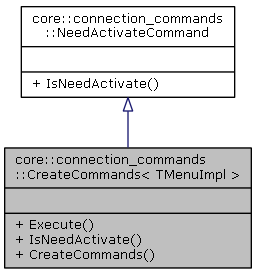 core::connection_commands
::NeedActivateCommand
+ IsNeedActivate()
core::connection_commands
::CreateCommands< TMenuImpl >
+ Execute()
+ IsNeedActivate()
+ CreateCommands()